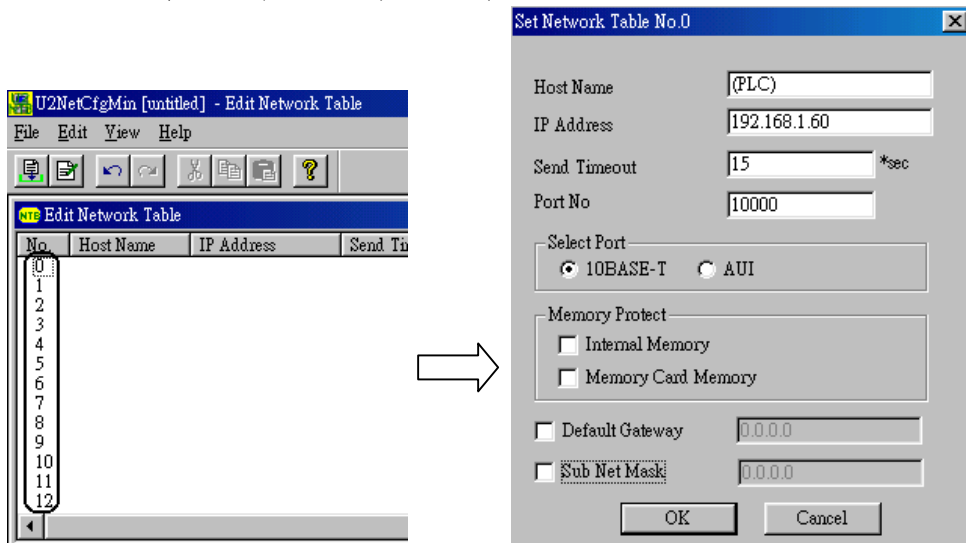 U2NetCfgMin [untitled] - Edit Network Table
File Edit View Help
NTB Edit Network Table
No. Host Name IP Address Send Ti
0
1
2
3
4
5
6
7
8
9
10
11
12
Set Network Table No.0
Host Name (PLC)
IP Address 192.168.1.60
Send Timeout 15 *sec
Port No 10000
Select Port
10BASE-T AUI
Memory Protect
Internal Memory
Memory Card Memory
Default Gateway 0.0.0.0
Sub Net Mask 0.0.0.0
OK Cancel